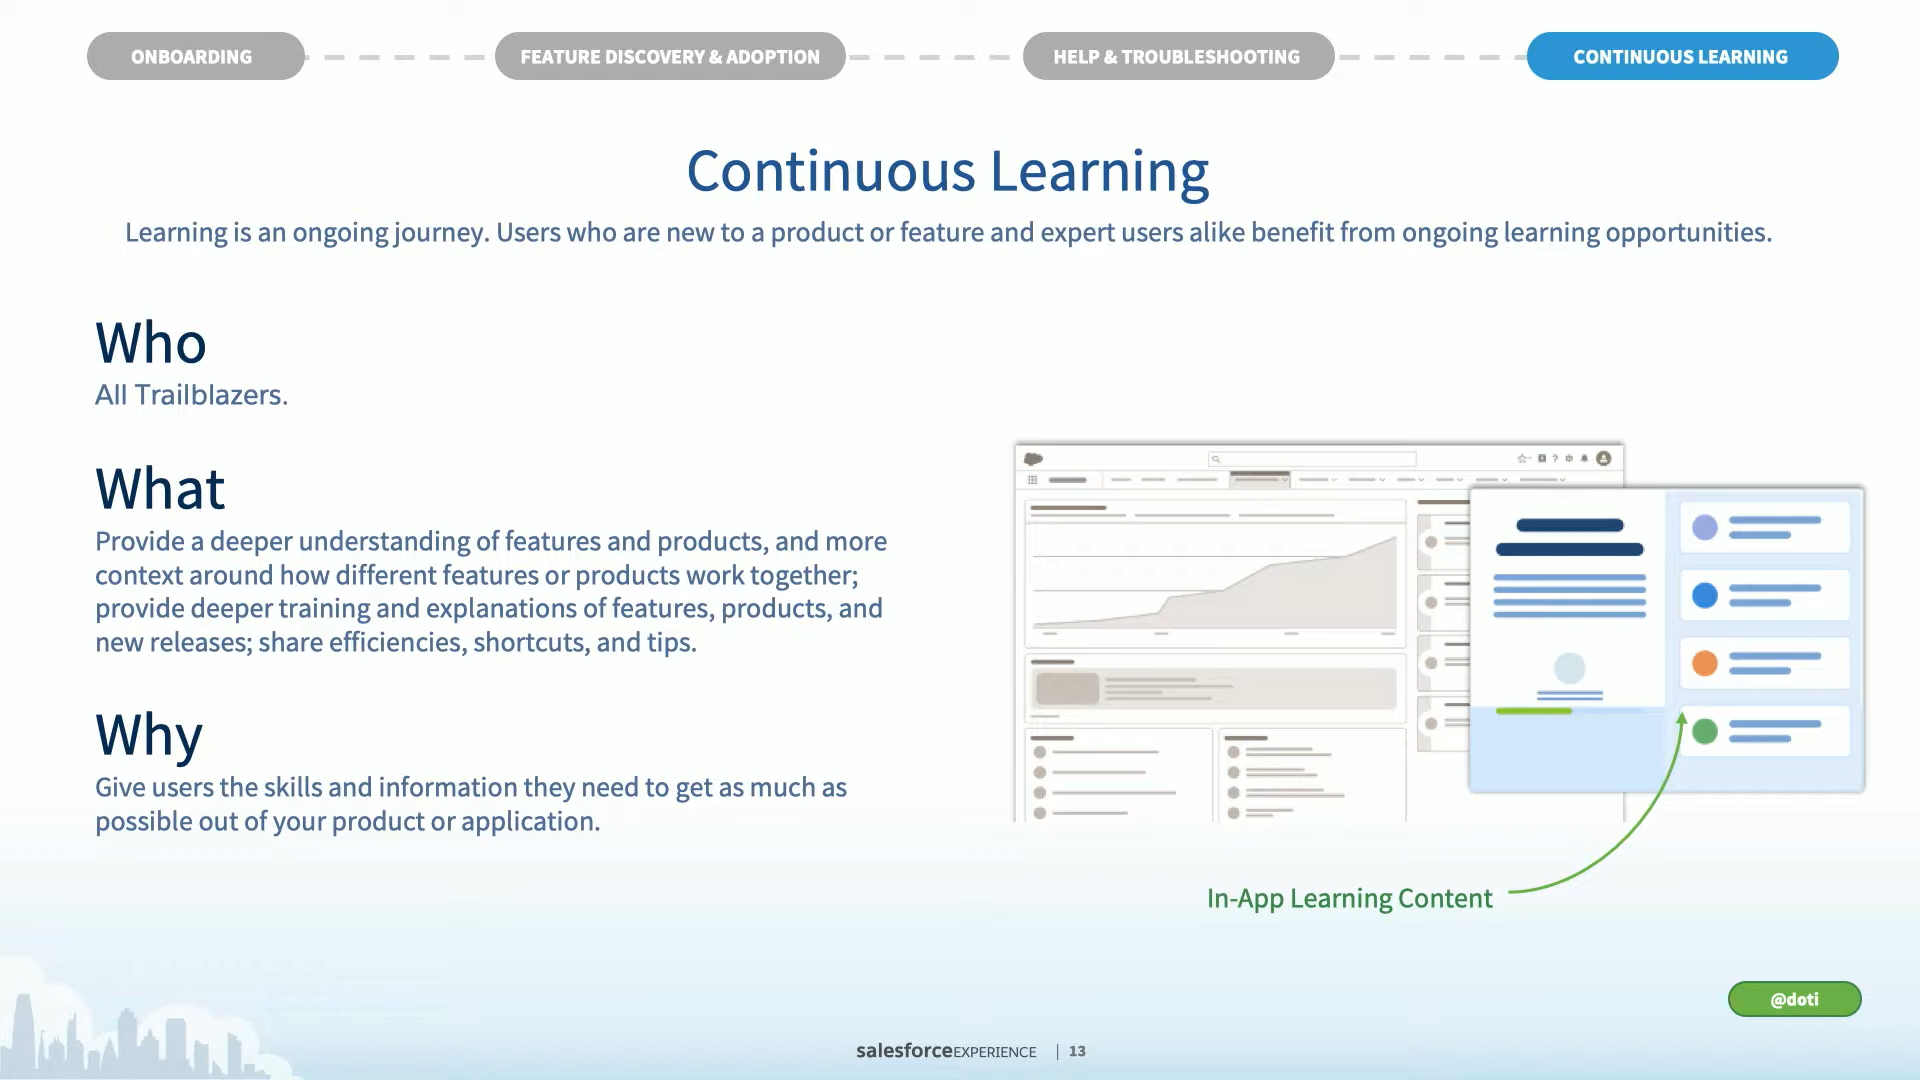 ONBOARDING
FEATURE DISCOVERY & ADOPTION
HELP & TROUBLESHOOTING
CONTINUOUS LEARNING
Continuous Learning
Learning is an ongoing journey. Users who are new to a product or feature and expert users alike benefit from ongoing learning opportunities.
Who
All Trailblazers.
What
Provide a deeper understanding of features and products, and more
context around how different features or products work together;
provide deeper training and explanations of features, products, and
new releases; share efficiencies, shortcuts, and tips.
Why
Give users the skills and information they need to get as much as
possible out of your product or application.
In-App Learning Content
@doti
salesforceEXPERIENCE | 13